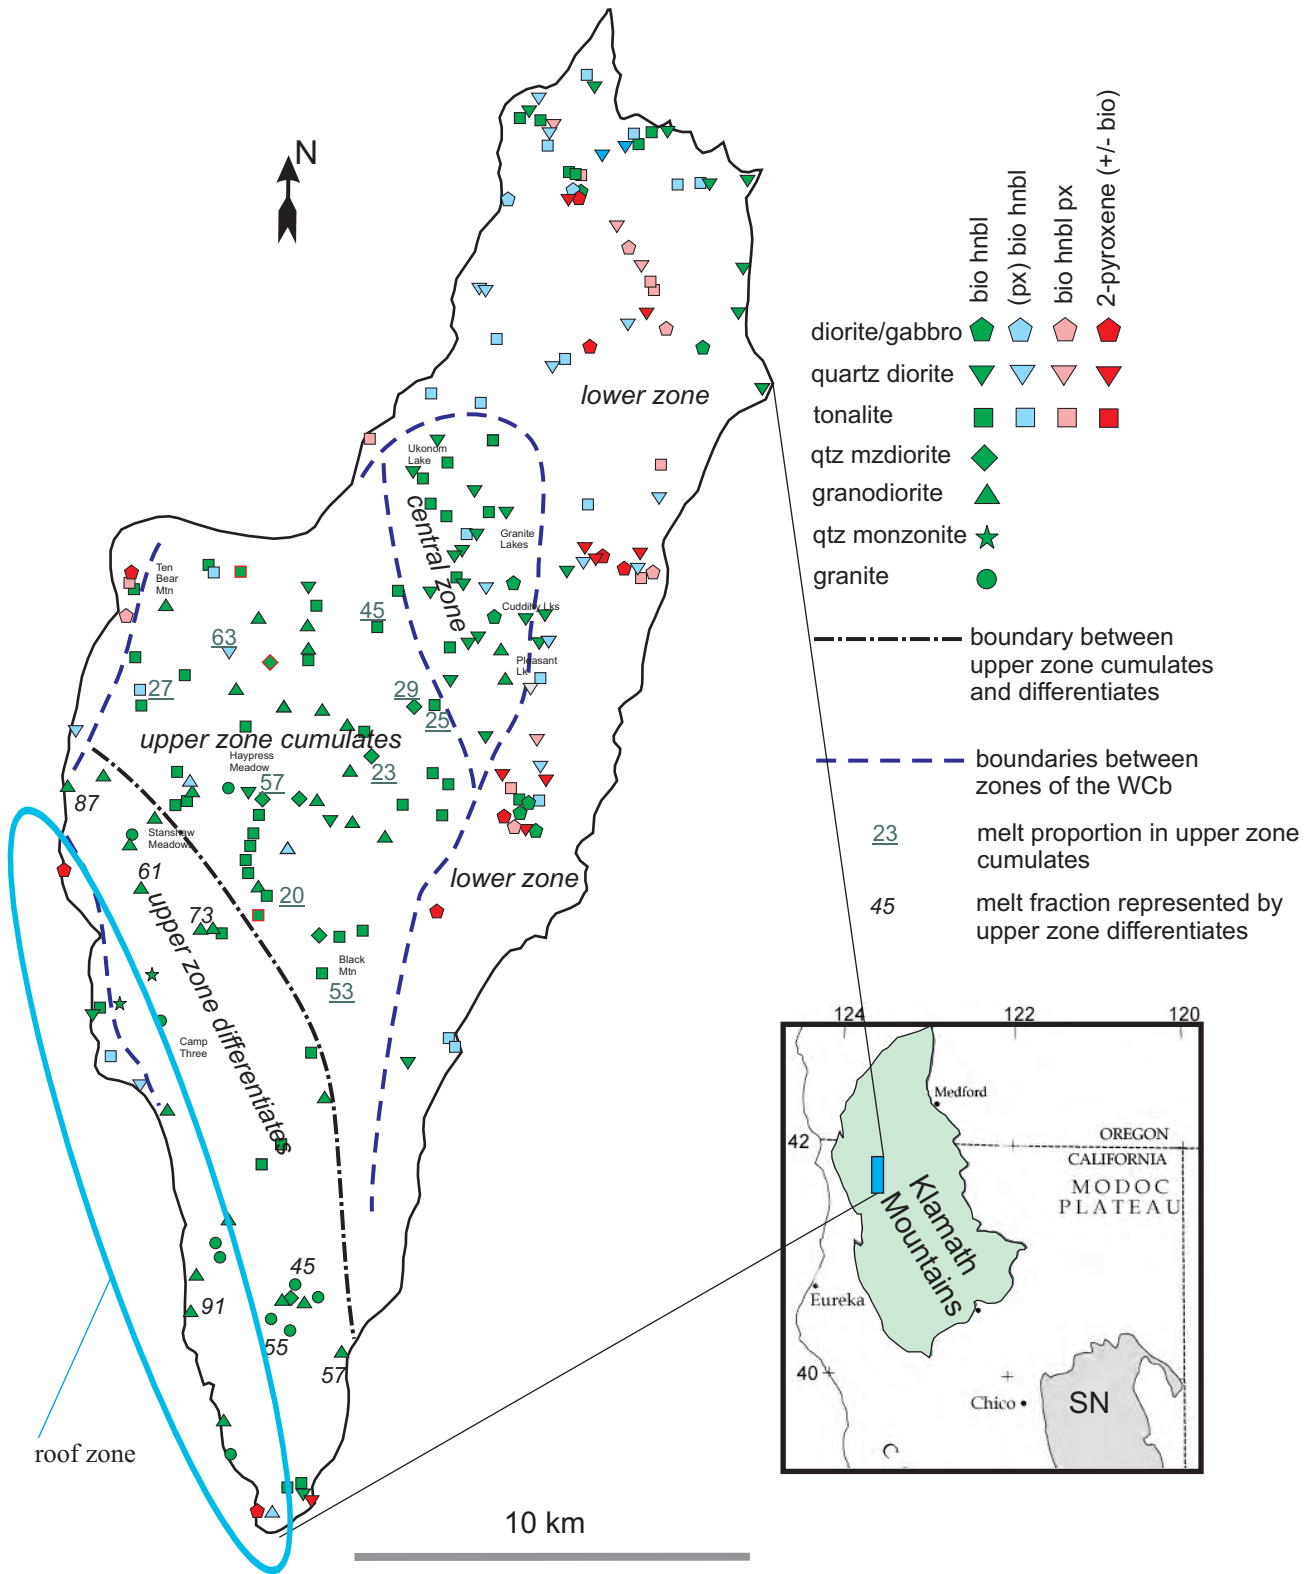 N
bio hnbl
(px) bio hnbl
bio hnbl px
2-pyroxene (+/- bio)
diorite/gabbro
quartz diorite
tonalite
qtz mzdiorite
granodiorite
qtz monzonite
granite
boundary between
upper zone cumulates
and differentiates
boundaries between
zones of the WCb
23
melt proportion in upper zone
cumulates
45
melt fraction represented by
upper zone differentiates
lower zone
Ukonom
Lake
central zone
Granite
Lakes
Ten
Bear
Mtn
Cuddihy Lks
45
63
Pleasant
Lk
27
29
25
upper zone cumulates
Haypress
Meadow
23
57
87
Stanshaw
Meadows
61
lower zone
20
73
upper zone differentiates
Black
Mtn
53
Camp
Three
45
91
55
57
roof zone
10 km
124
122
120
Medford
42
OREGON
CALIFORNIA
MODOC
PLATEAU
Klamath
Mountains
Eureka
40
Chico
SN